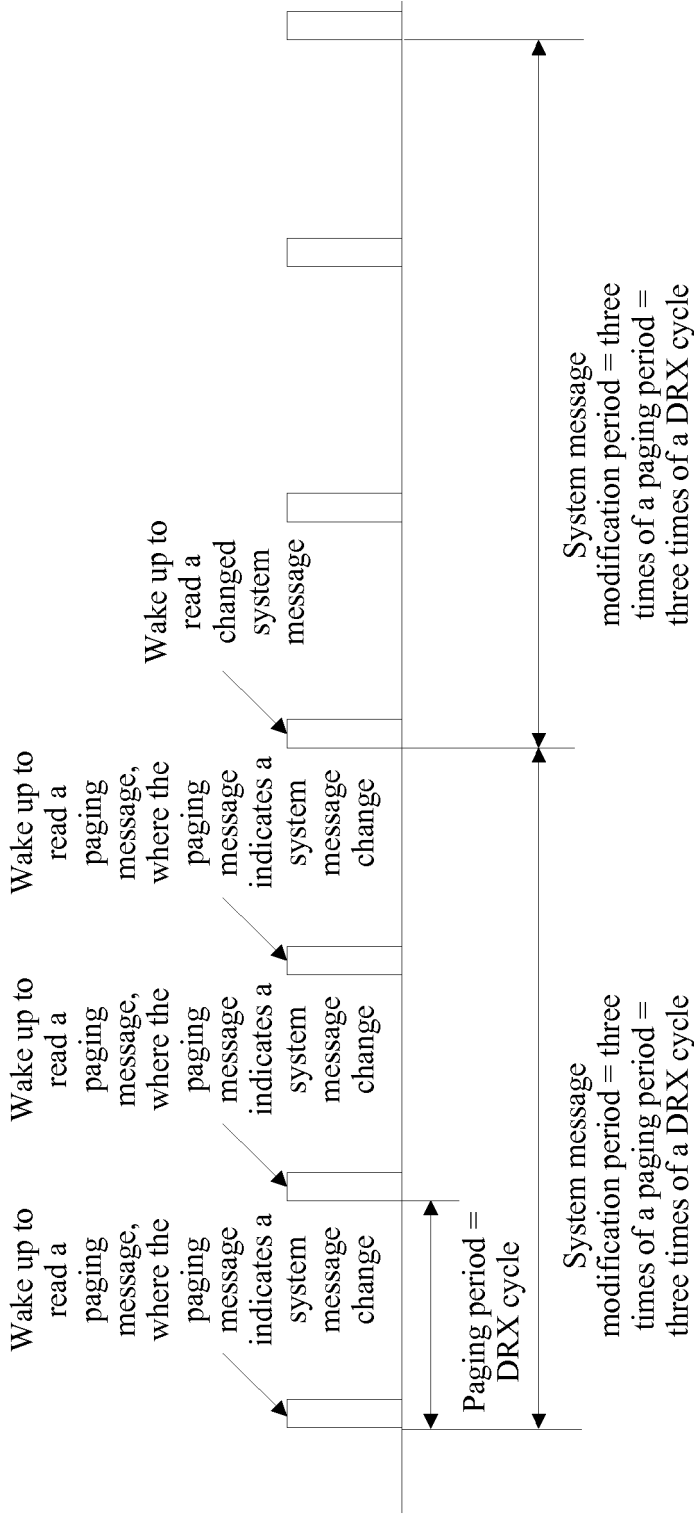 Wake up to
read a
paging
message,
where the
paging
message
indicates a
system
message
change
Wake up to
read a
paging
message,
where the
paging
message
indicates a
system
message
change
Wake up to
read a
paging
message,
where the
paging
message
indicates a
system
message
change
Wake up to
read a
changed
system
message
Paging period =
DRX cycle
System message
modification period = three
times of a paging period =
three times of a DRX cycle
System message
modification period = three
times of a paging period =
three times of a DRX cycle